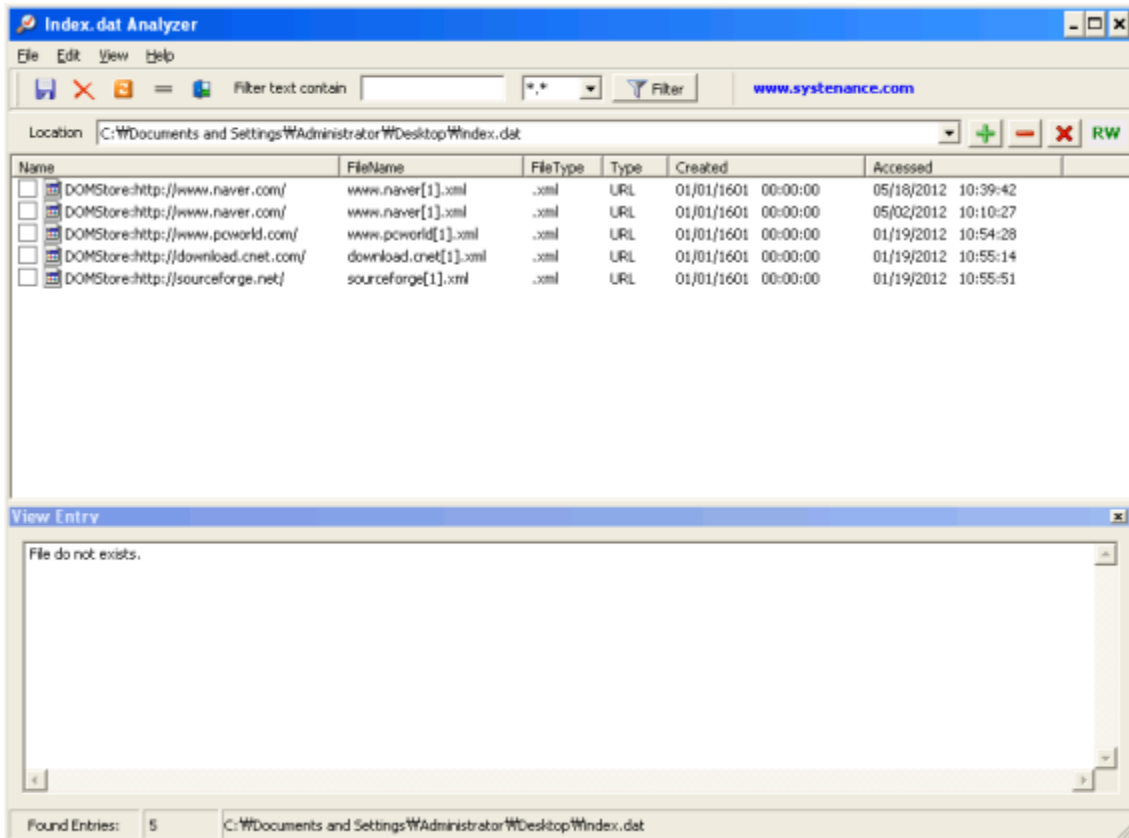 Index.dat Analyzer
File Edit View Help
Filter text contain *.* Filter www.systenance.com
Location C:₩Documents and Settings₩Administrator₩Desktop₩index.dat RW
Name FileName FileType Type Created Accessed
DOMStore:http://www.naver.com/ www.naver[1].xml .xml URL 01/01/1601 00:00:00 05/18/2012 10:39:42
DOMStore:http://www.naver.com/ www.naver[1].xml .xml URL 01/01/1601 00:00:00 05/02/2012 10:10:27
DOMStore:http://www.pcworld.com/ www.pcworld[1].xml .xml URL 01/01/1601 00:00:00 01/19/2012 10:54:28
DOMStore:http://download.cnet.com/ download.cnet[1].xml .xml URL 01/01/1601 00:00:00 01/19/2012 10:55:14
DOMStore:http://sourceforge.net/ sourceforge[1].xml .xml URL 01/01/1601 00:00:00 01/19/2012 10:55:51
View Entry
File do not exists.
Found Entries: 5 C:₩Documents and Settings₩Administrator₩Desktop₩index.dat